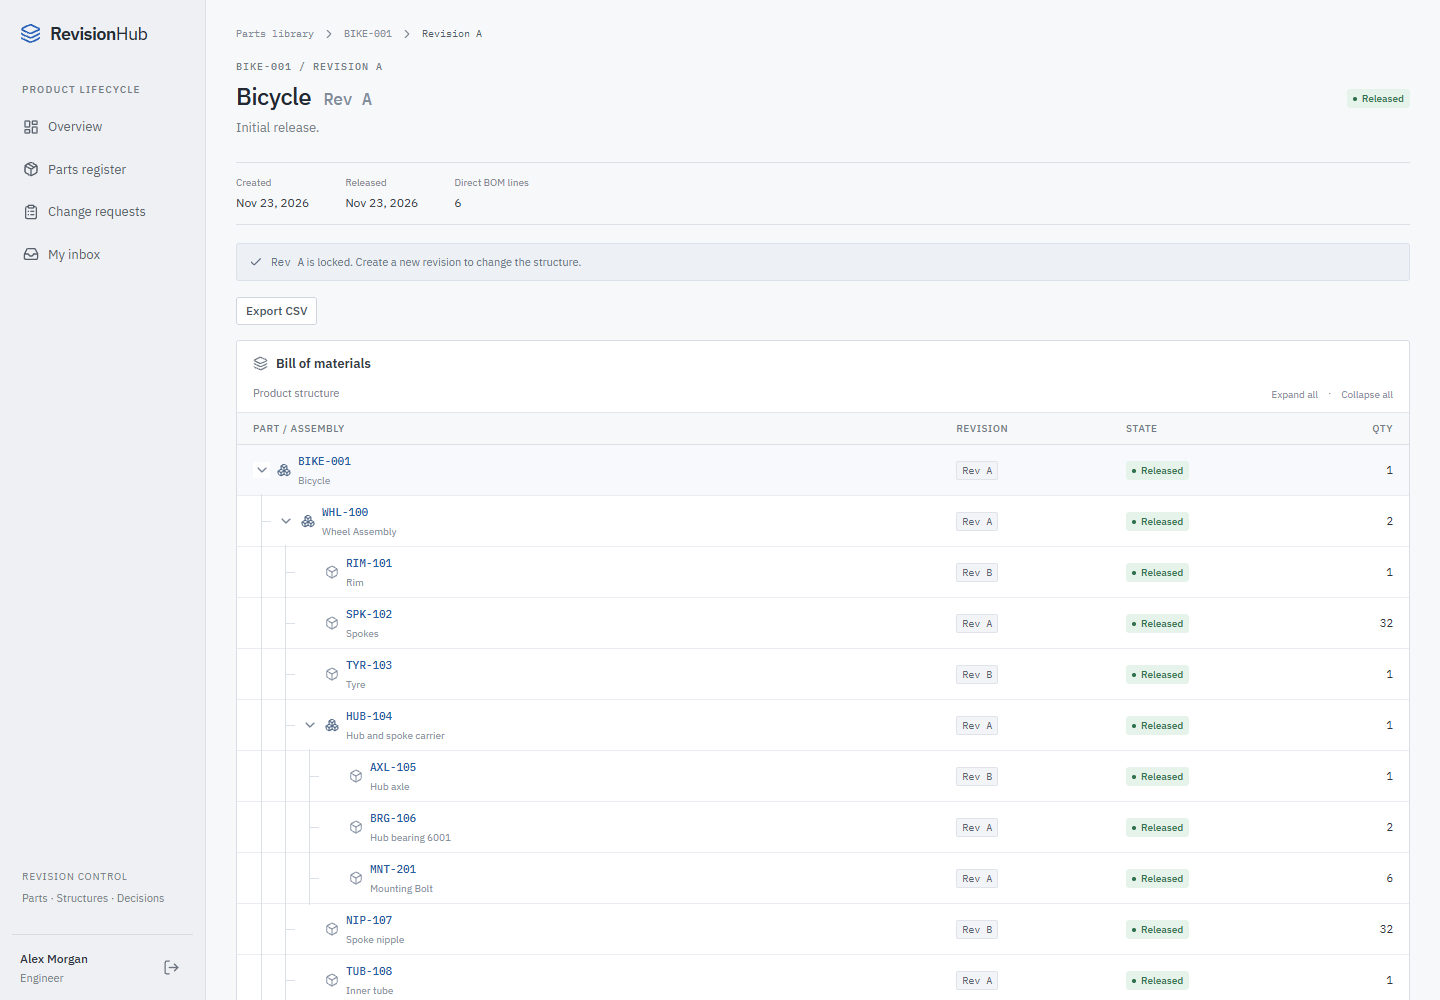 RevisionHub
PRODUCT LIFECYCLE
Overview
Parts register
Change requests
My inbox
REVISION CONTROL
Parts · Structures · Decisions
Alex Morgan
Engineer
Parts library > BIKE-001 > Revision A
BIKE-001 / REVISION A
Bicycle Rev A
Released
Initial release.
Created Released Direct BOM lines
Nov 23, 2026 Nov 23, 2026 6
Rev A is locked. Create a new revision to change the structure.
Export CSV
Bill of materials
Product structure
Expand all · Collapse all
PART / ASSEMBLY REVISION STATE QTY
BIKE-001
Bicycle
Rev A Released 1
WHL-100
Wheel Assembly
Rev A Released 2
RIM-101
Rim
Rev B Released 1
SPK-102
Spokes
Rev A Released 32
TYR-103
Tyre
Rev B Released 1
HUB-104
Hub and spoke carrier
Rev A Released 1
AXL-105
Hub axle
Rev B Released 1
BRG-106
Hub bearing 6001
Rev A Released 2
MNT-201
Mounting Bolt
Rev A Released 6
NIP-107
Spoke nipple
Rev B Released 32
TUB-108
Inner tube
Rev A Released 1